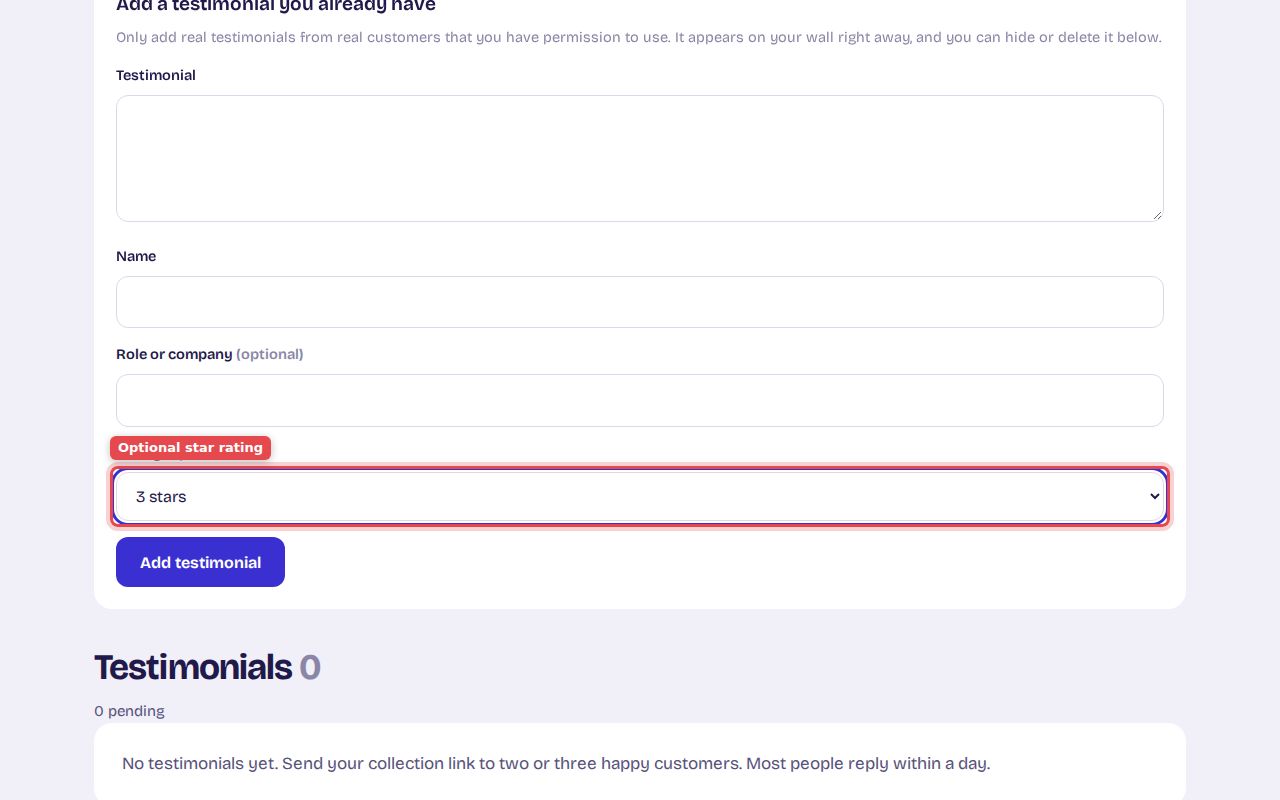 Add a testimonial you already have
Only add real testimonials from real customers that you have permission to use. It appears on your wall right away, and you can hide or delete it below.
Testimonial
Name
Role or company (optional)
Optional star rating
3 stars
Add testimonial
Testimonials 0
0 pending
No testimonials yet. Send your collection link to two or three happy customers. Most people reply within a day.